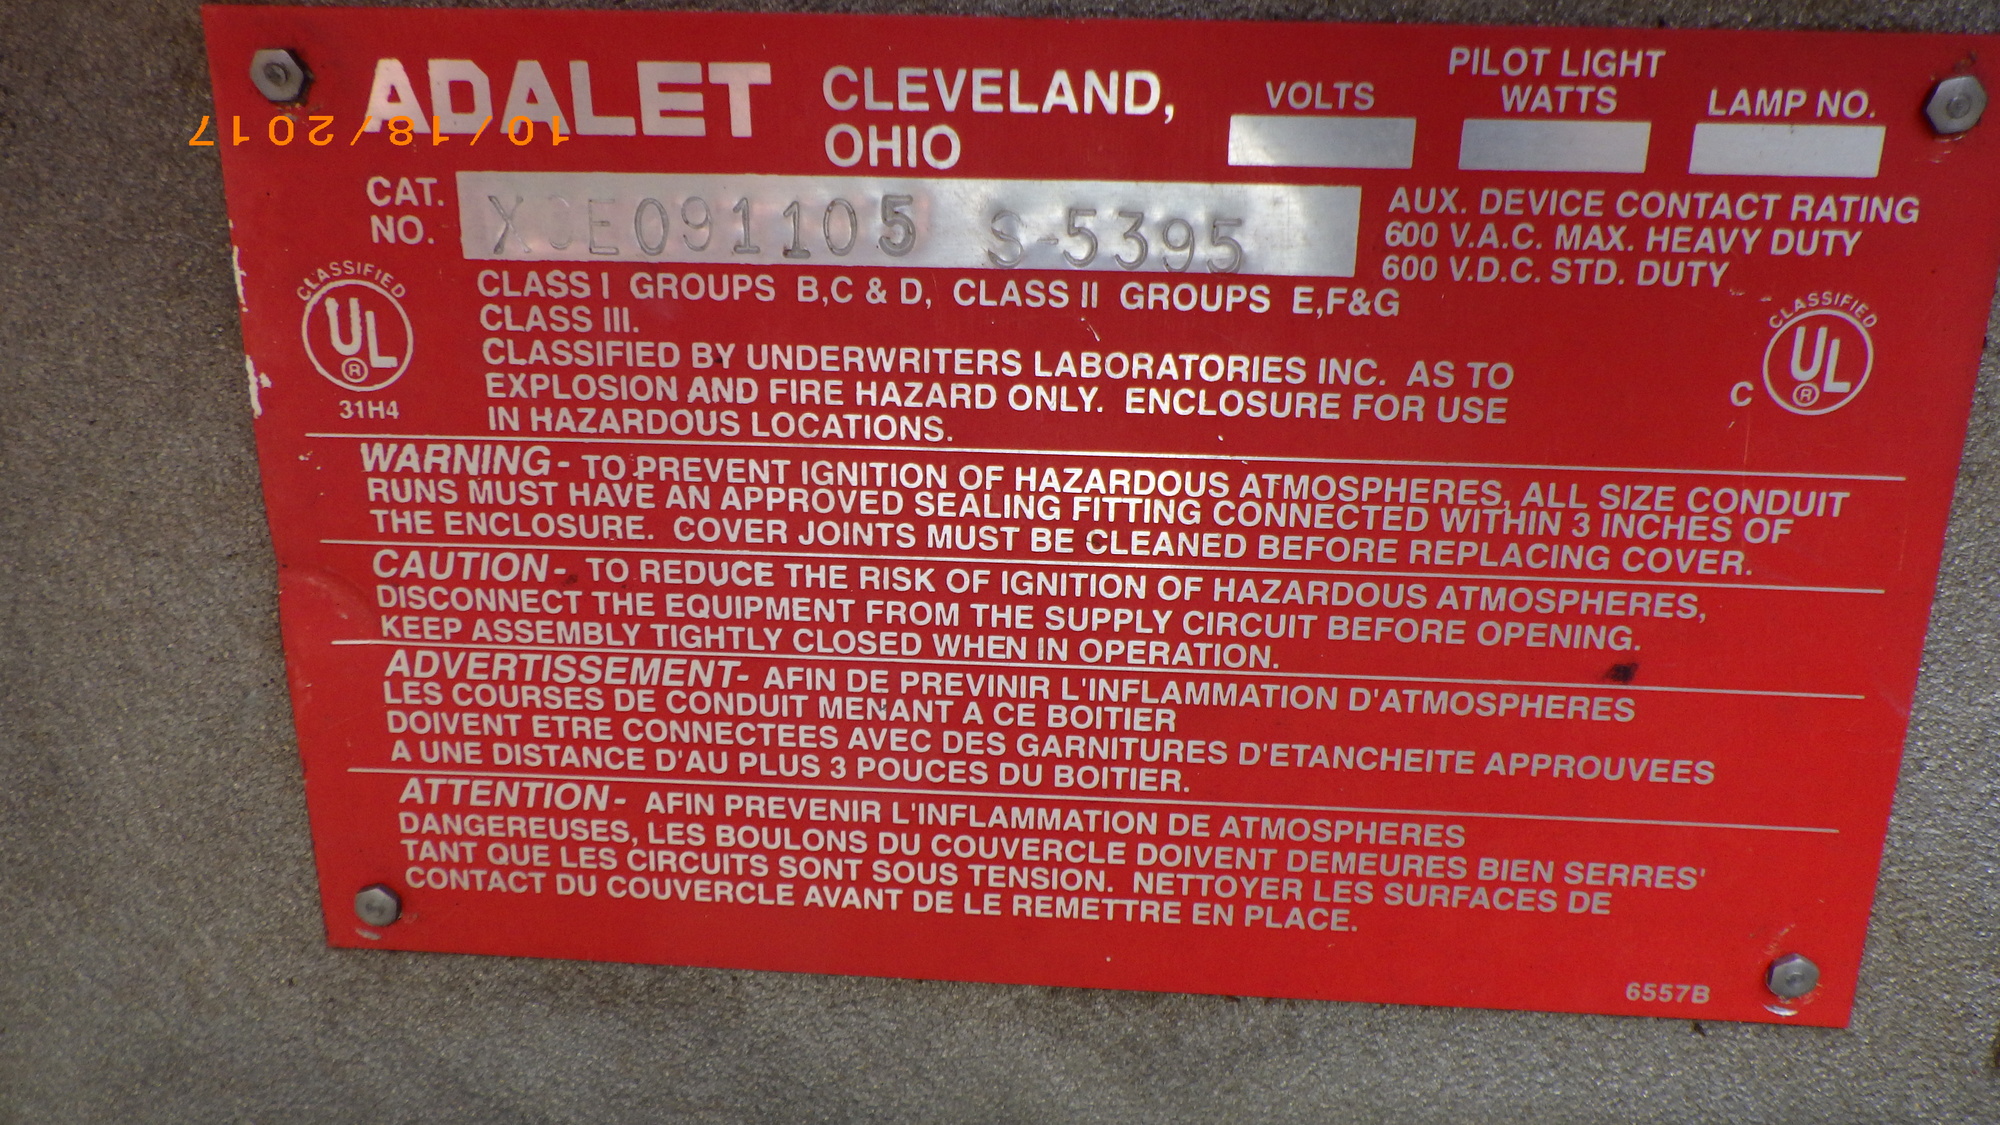 ADALET CLEVELAND, OHIO
VOLTS
PILOT LIGHT WATTS
LAMP NO.
10/18/2017
CAT. NO. XCE091105 S-5395
AUX. DEVICE CONTACT RATING
600 V.A.C. MAX. HEAVY DUTY
600 V.D.C. STD. DUTY
CLASSIFIED
UL
®
31H4
CLASS I GROUPS B,C & D, CLASS II GROUPS E,F&G
CLASS III.
CLASSIFIED BY UNDERWRITERS LABORATORIES INC. AS TO
EXPLOSION AND FIRE HAZARD ONLY. ENCLOSURE FOR USE
IN HAZARDOUS LOCATIONS.
CLASSIFIED
C UL
®
WARNING- TO PREVENT IGNITION OF HAZARDOUS ATMOSPHERES, ALL SIZE CONDUIT
RUNS MUST HAVE AN APPROVED SEALING FITTING CONNECTED WITHIN 3 INCHES OF
THE ENCLOSURE. COVER JOINTS MUST BE CLEANED BEFORE REPLACING COVER.
CAUTION- TO REDUCE THE RISK OF IGNITION OF HAZARDOUS ATMOSPHERES,
DISCONNECT THE EQUIPMENT FROM THE SUPPLY CIRCUIT BEFORE OPENING.
KEEP ASSEMBLY TIGHTLY CLOSED WHEN IN OPERATION.
ADVERTISSEMENT- AFIN DE PREVINIR L'INFLAMMATION D'ATMOSPHERES
LES COURSES DE CONDUIT MENANT A CE BOITIER
DOIVENT ETRE CONNECTEES AVEC DES GARNITURES D'ETANCHEITE APPROUVEES
A UNE DISTANCE D'AU PLUS 3 POUCES DU BOITIER.
ATTENTION- AFIN PREVENIR L'INFLAMMATION DE ATMOSPHERES
DANGEREUSES, LES BOULONS DU COUVERCLE DOIVENT DEMEURES BIEN SERRES'
TANT QUE LES CIRCUITS SONT SOUS TENSION. NETTOYER LES SURFACES DE
CONTACT DU COUVERCLE AVANT DE LE REMETTRE EN PLACE.
6557B